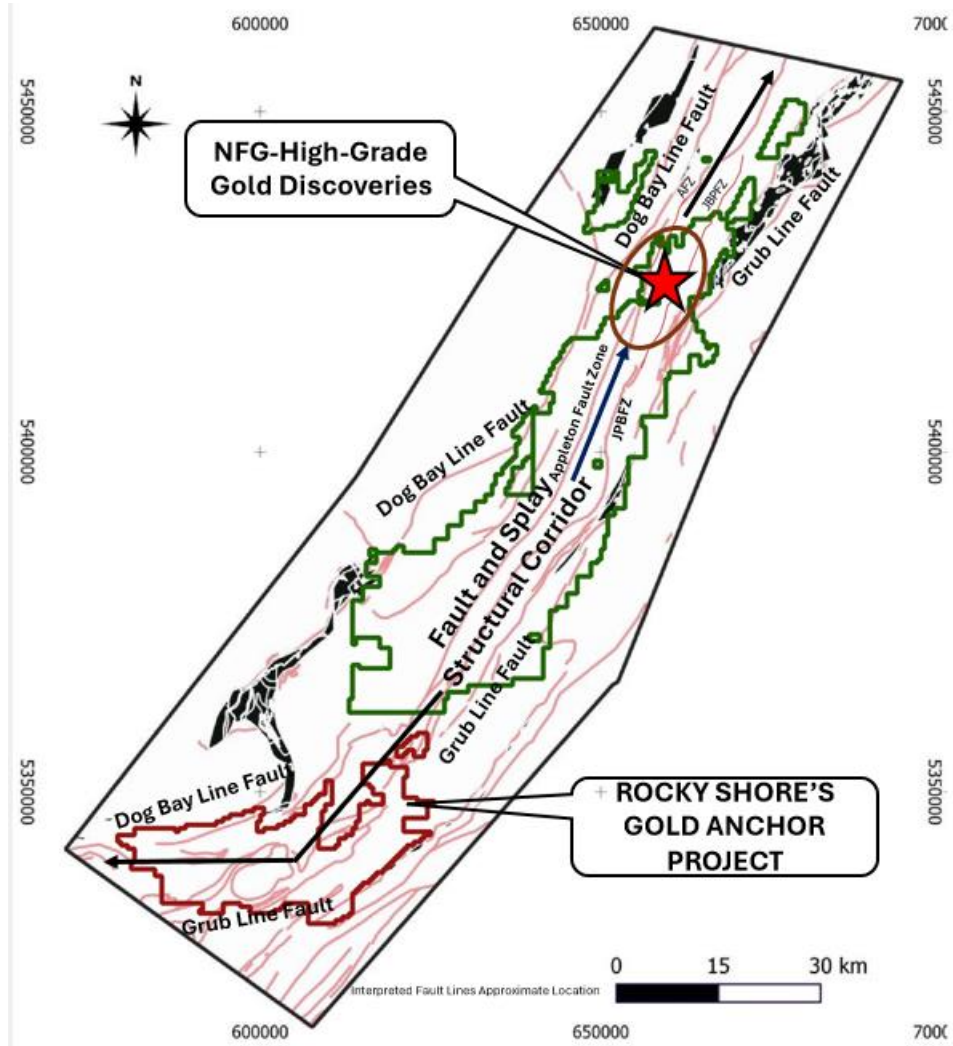 600000
650000
7000
N
5450000
5450000
NFG-High-Grade
Gold Discoveries
Dog Bay Line Fault
AFZ
JBPFZ
Grub Line Fault
Appleton Fault Zone
JPBFZ
Dog Bay Line Fault
5400000
5400000
Fault and Splay
Structural Corridor
Grub Line Fault
5350000
5350000
Dog Bay Line Fault
ROCKY SHORE’S
GOLD ANCHOR
PROJECT
Grub Line Fault
0 15 30 km
Interpreted Fault Lines Approximate Location
600000
650000
7000